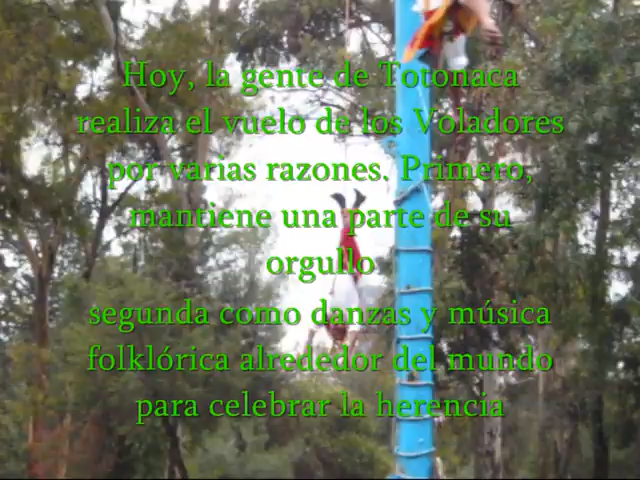 Hoy, la gente de Totonaca
realiza el vuelo de los Voladores
por varias razones. Primero,
mantiene una parte de su
orgullo
segunda como danzas y música
folklórica alrededor del mundo
para celebrar la herencia